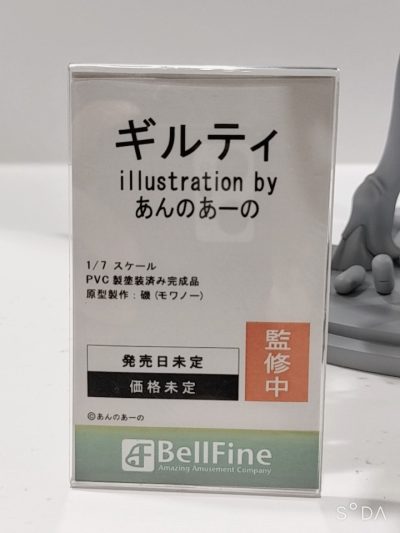 ギルティ
illustration by
あんのあーの
1/7 スケール
PVC 製塗装済み完成品
原型製作：磯(モワノー)
監修中
発売日未定
価格未定
©あんのあーの
BellFine
Amazing Amusement Company
SODA